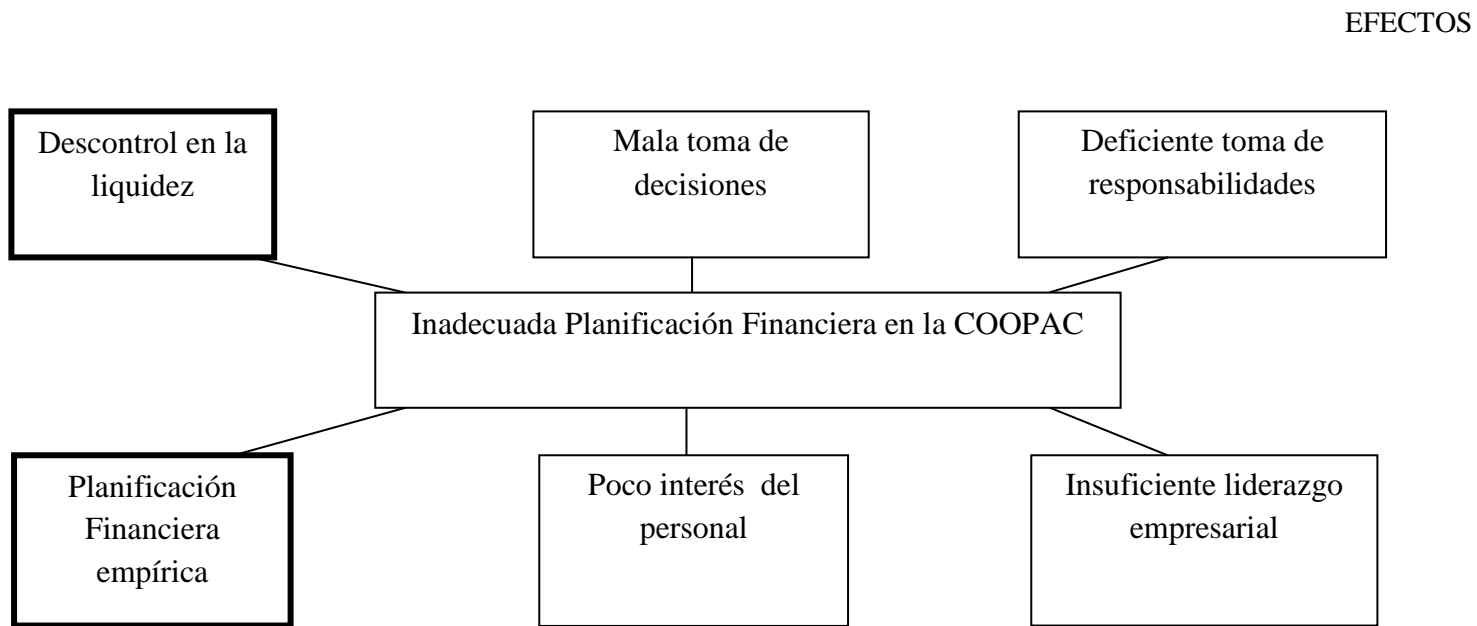 EFECTOS
Descontrol en la
liquidez
Mala toma de
decisiones
Deficiente toma de
responsabilidades
Inadecuada Planificación Financiera en la COOPAC
Planificación
Financiera
empírica
Poco interés  del
personal
Insuficiente liderazgo
empresarial